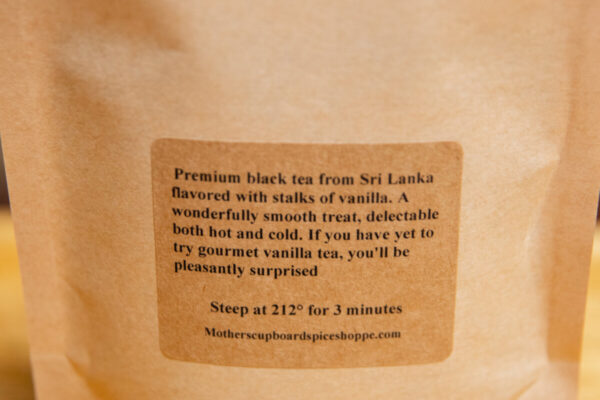 Premium black tea from Sri Lanka
flavored with stalks of vanilla. A
wonderfully smooth treat, delectable
both hot and cold. If you have yet to
try gourmet vanilla tea, you'll be
pleasantly surprised
Steep at 212° for 3 minutes
Motherscupboardspiceshoppe.com